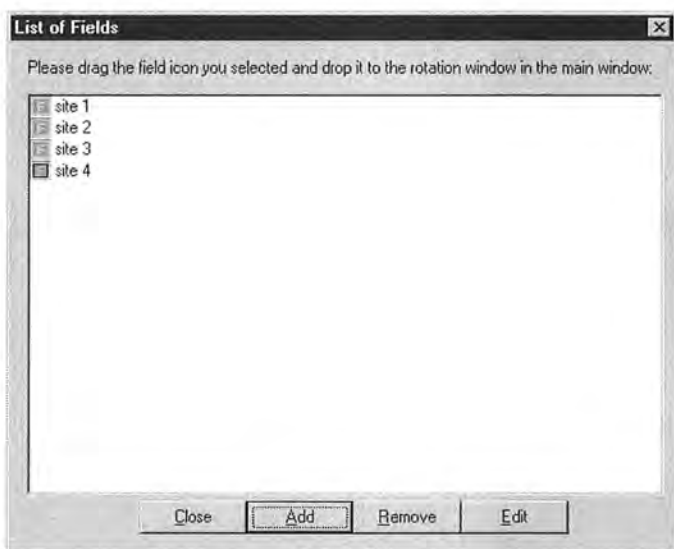 List of Fields
Please drag the field icon you selected and drop it to the rotation window in the main window:
site 1
site 2
site 3
site 4
Close Add Remove Edit